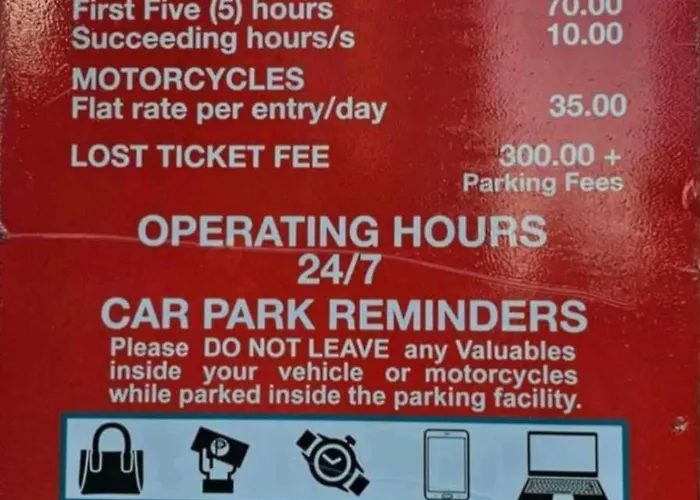 First Five (5) hours 70.00
Succeeding hours/s 10.00
MOTORCYCLES
Flat rate per entry/day 35.00
LOST TICKET FEE 300.00 +
Parking Fees
OPERATING HOURS
24/7
CAR PARK REMINDERS
Please DO NOT LEAVE any Valuables
inside your vehicle or motorcycles
while parked inside the parking facility.